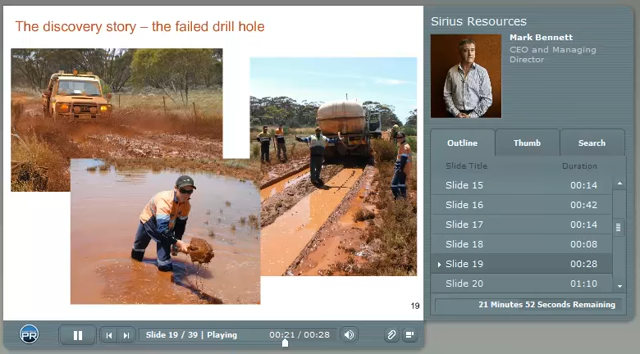 The discovery story – the failed drill hole
19
Sirius Resources
Mark Bennett
CEO and Managing
Director
Outline Thumb Search
Slide Title Duration
Slide 15 00:14
Slide 16 00:42
Slide 17 00:14
Slide 18 00:08
Slide 19 00:28
Slide 20 01:10
21 Minutes 52 Seconds Remaining
PR Slide 19 / 39 | Playing 00:21 / 00:28